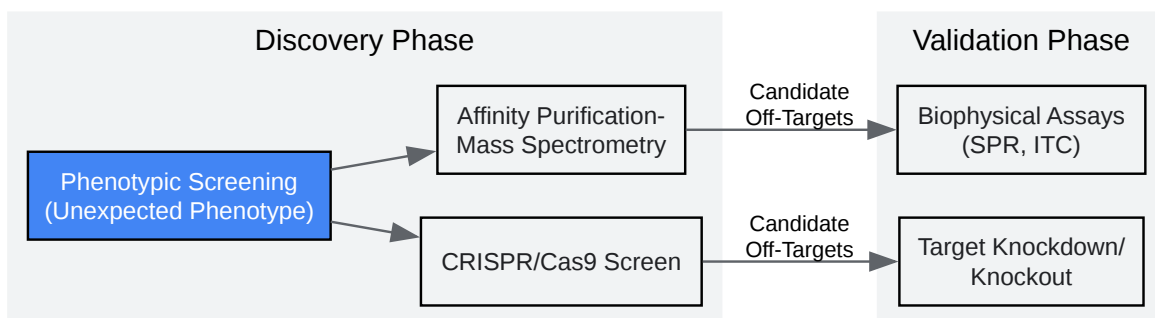 Discovery Phase
Validation Phase
Phenotypic Screening
(Unexpected Phenotype)
Affinity Purification-
Mass Spectrometry
Candidate
Off-Targets
Biophysical Assays
(SPR, ITC)
CRISPR/Cas9 Screen
Candidate
Off-Targets
Target Knockdown/
Knockout